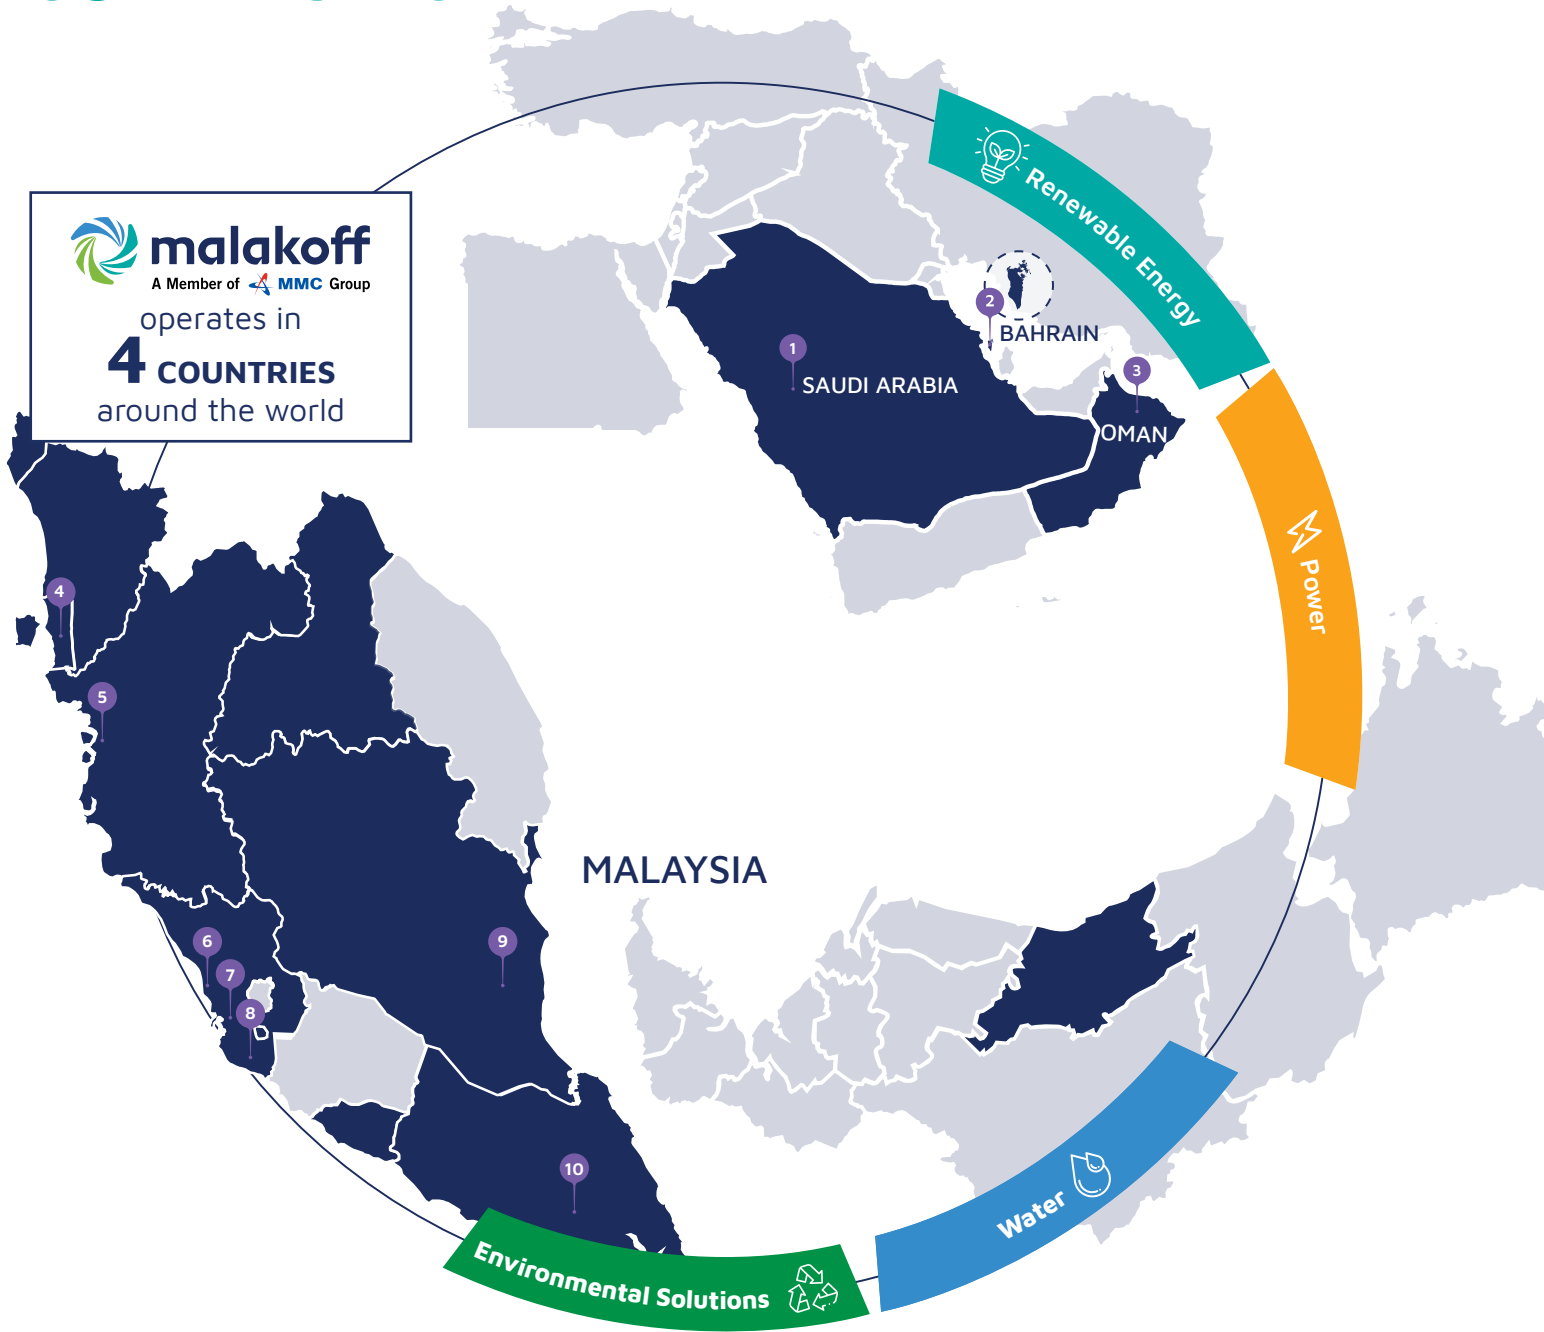 malakoff
A Member of MMC Group
operates in
4 COUNTRIES
around the world
Renewable Energy
2
BAHRAIN
1
SAUDI ARABIA
3
OMAN
Power
4
5
MALAYSIA
6
9
7
8
10
Water
Environmental Solutions